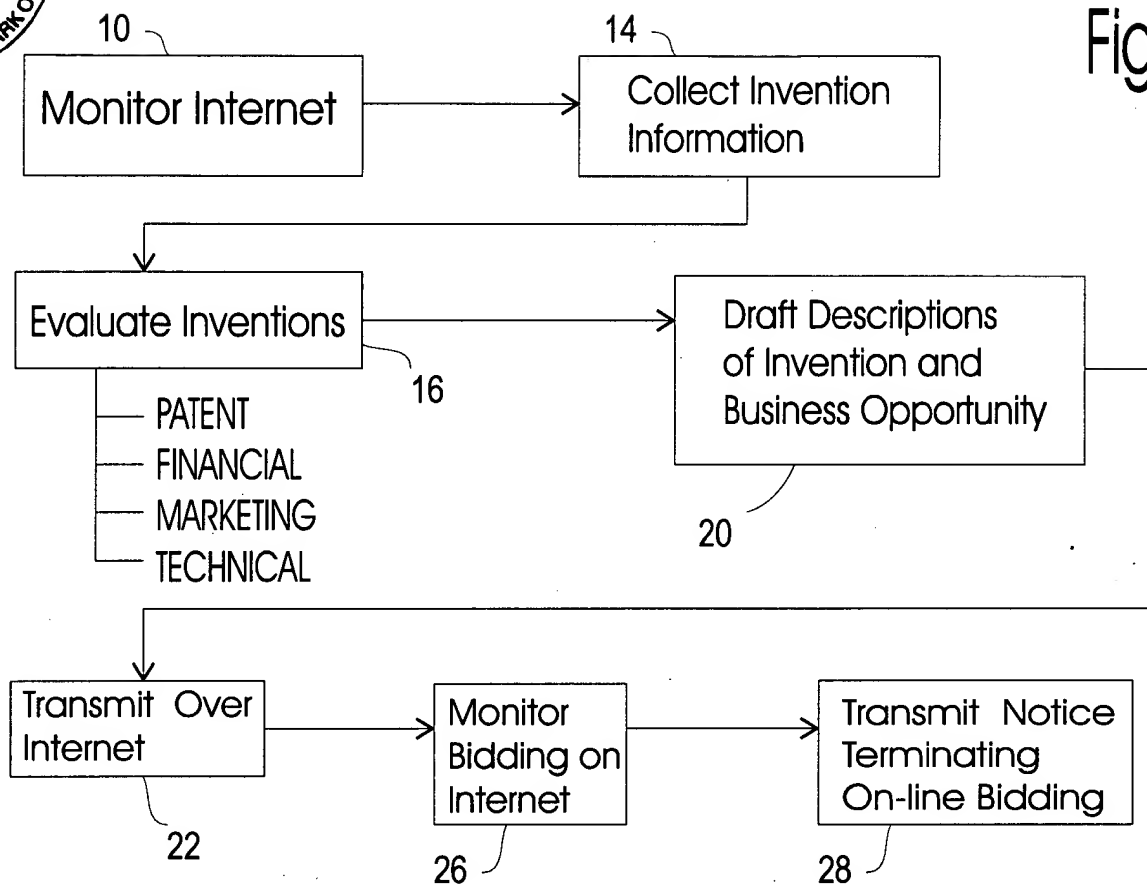 10
14
Fig
Monitor Internet
Collect Invention
Information
Evaluate Inventions
16
Draft Descriptions
of Invention and
Business Opportunity
20
PATENT
FINANCIAL
MARKETING
TECHNICAL
Transmit Over
Internet
22
Monitor
Bidding on
Internet
26
Transmit Notice
Terminating
On-line Bidding
28